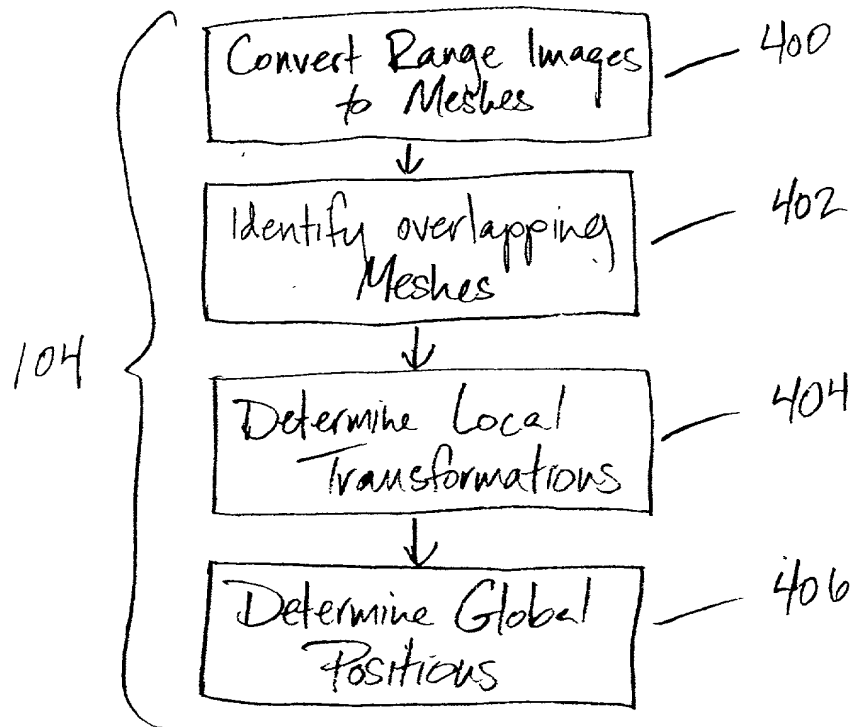 Convert Range Images
to Meshes
400
Identify overlapping
Meshes
402
104
Determine Local
Transformations
404
Determine Global
Positions
406